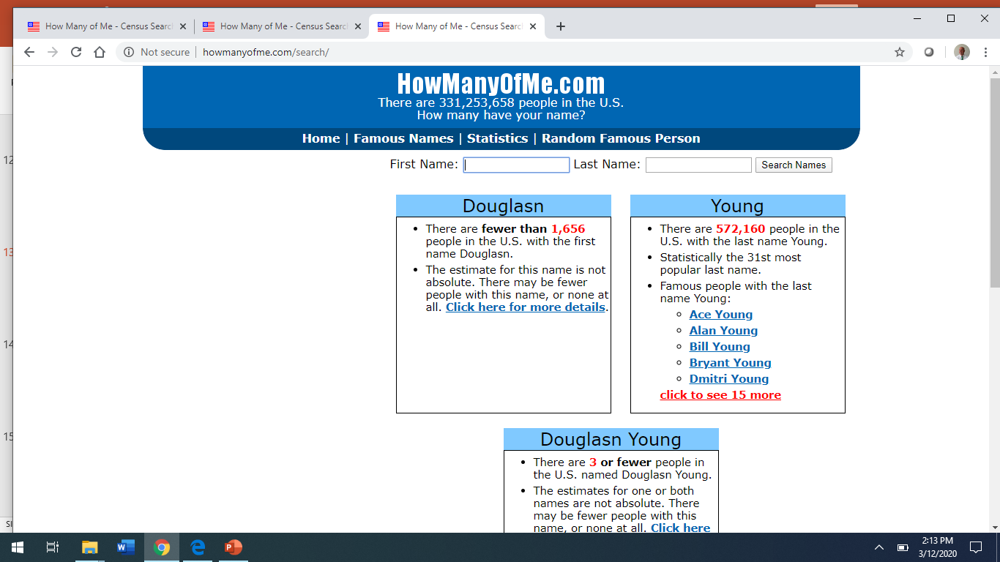 How Many of Me - Census Searc
How Many of Me - Census Searc
How Many of Me - Census Searc
Not secure
howmanyofme.com/search/
HowManyOfMe.com
There are 331,253,658 people in the U.S.
How many have your name?
Home | Famous Names | Statistics | Random Famous Person
First Name:
Last Name:
Search Names
Douglasn
• There are fewer than 1,656
people in the U.S. with the first
name Douglasn.
• The estimate for this name is not
absolute. There may be fewer
people with this name, or none at
all. Click here for more details.
Young
• There are 572,160 people in the
U.S. with the last name Young.
• Statistically the 31st most
popular last name.
• Famous people with the last
name Young:
Ace Young
Alan Young
Bill Young
Bryant Young
Dmitri Young
click to see 15 more
Douglasn Young
• There are 3 or fewer people in
the U.S. named Douglasn Young.
• The estimates for one or both
names are not absolute. There
may be fewer people with this
name, or none at all. Click here
12
13
14
15
Sl
2:13 PM
3/12/2020